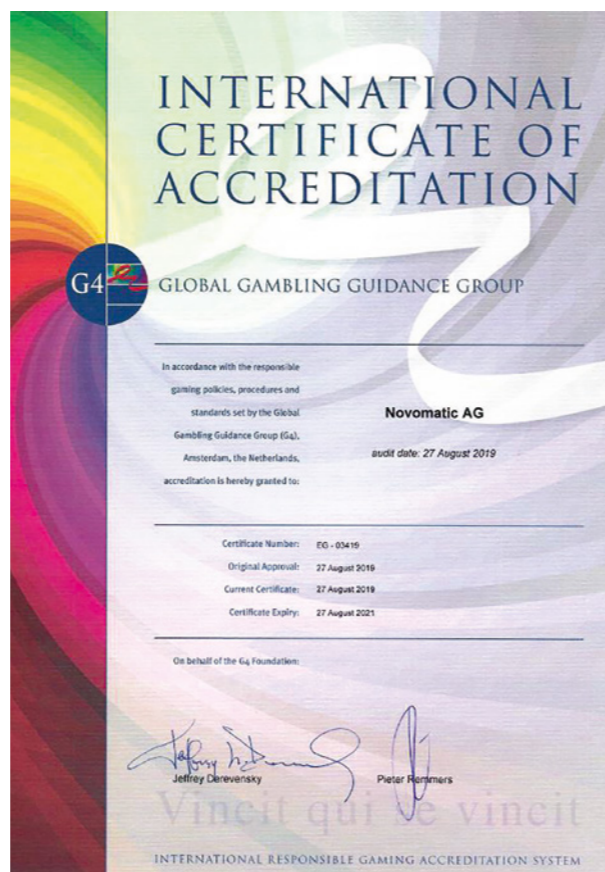 INTERNATIONAL
CERTIFICATE OF
ACCREDITATION
G4
GLOBAL GAMBLING GUIDANCE GROUP
In accordance with the responsible
gaming policies, procedures and
standards set by the Global
Gambling Guidance Group (G4),
Amsterdam, the Netherlands,
accreditation is hereby granted to:
Novomatic AG
audit date: 27 August 2019
Certificate Number: EG - 03419
Original Approval: 27 August 2019
Current Certificate: 27 August 2019
Certificate Expiry: 27 August 2021
On behalf of the G4 Foundation:
Jeffrey Derevensky
Pieter Remmers
Vincit qui se vincit
INTERNATIONAL RESPONSIBLE GAMING ACCREDITATION SYSTEM